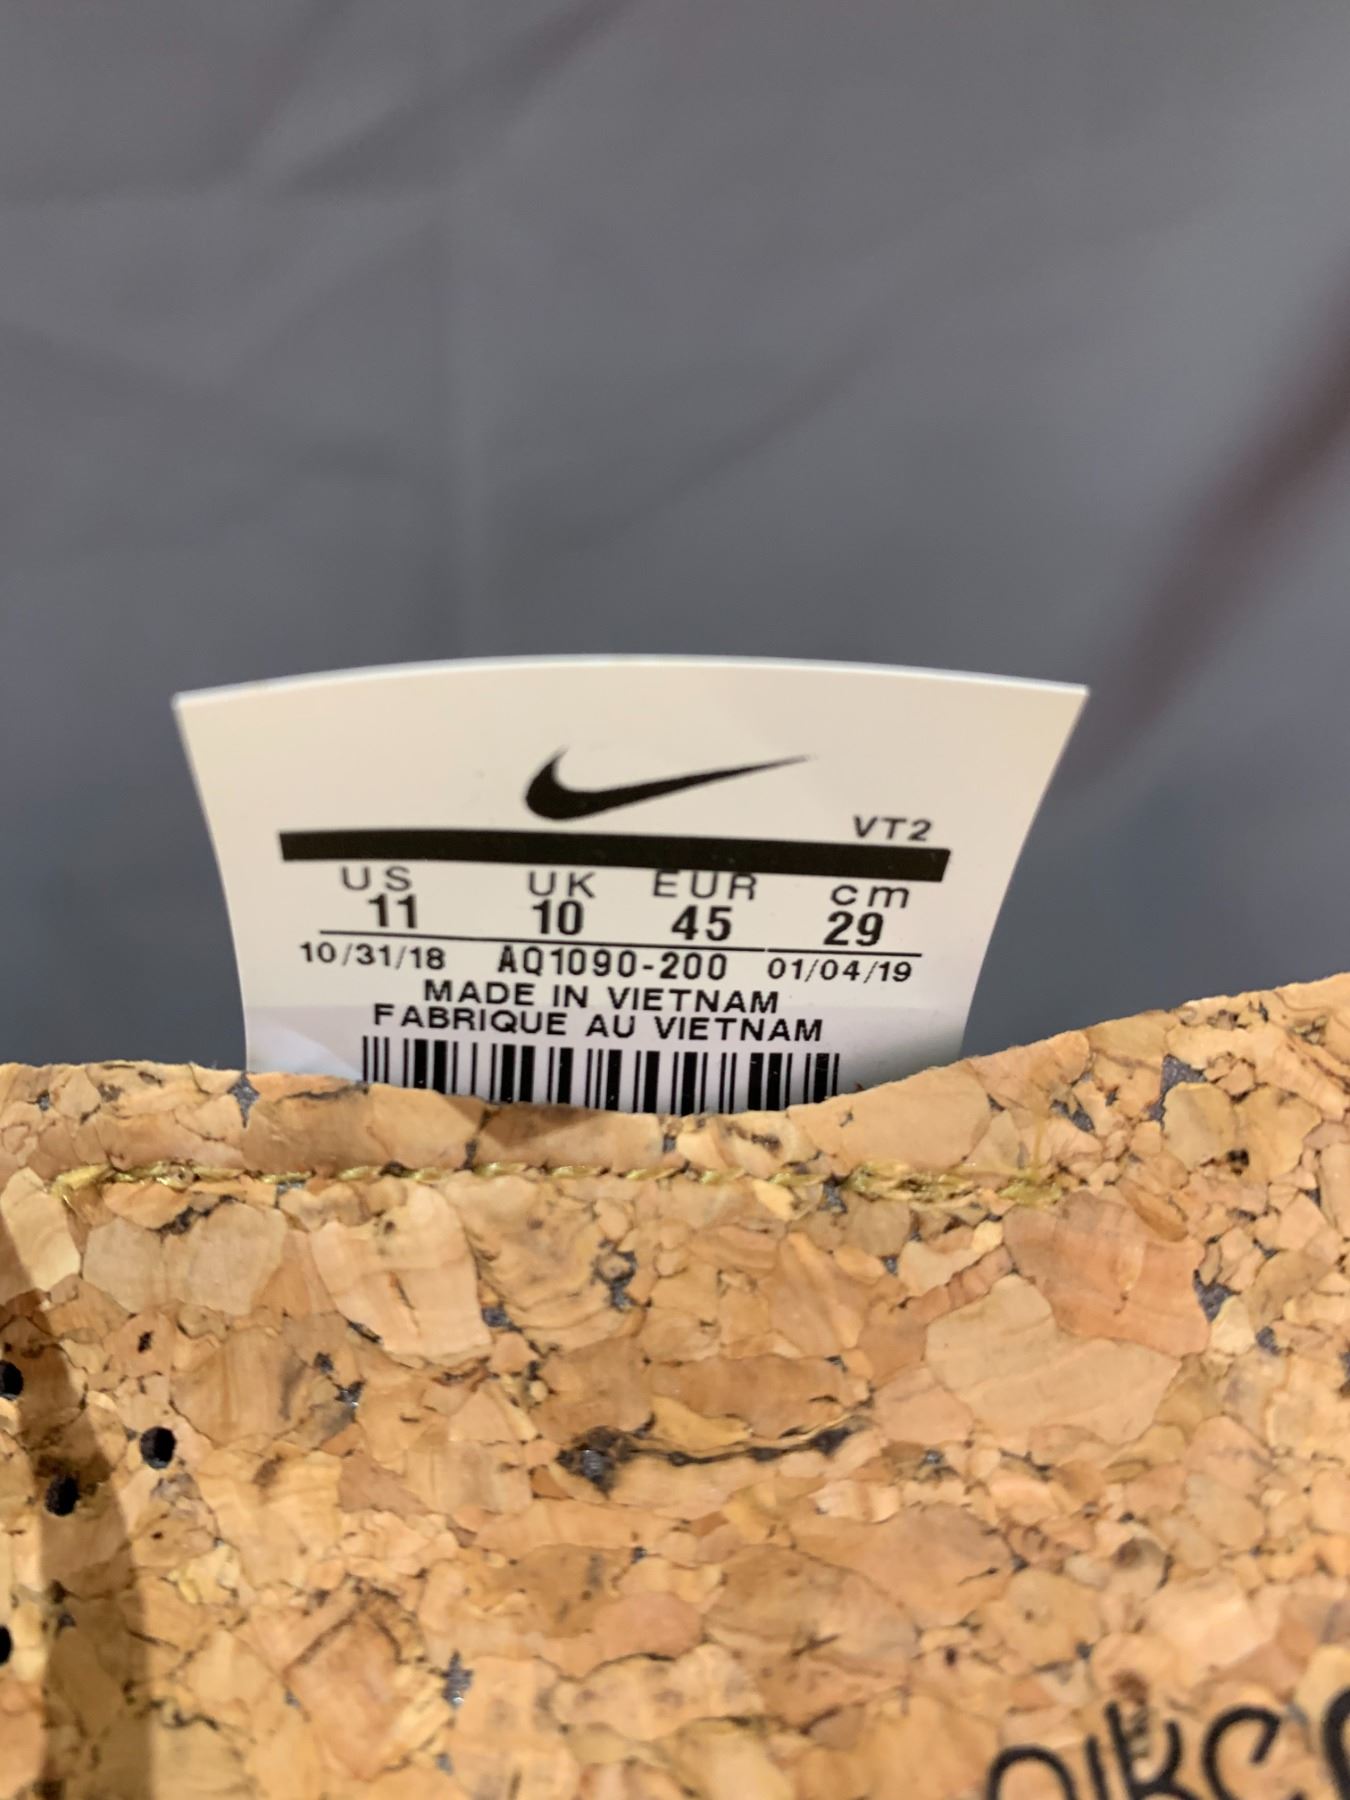 VT2
US UK EUR cm
11 10 45 29
10/31/18 AQ1090-200 01/04/19
MADE IN VIETNAM
FABRIQUE AU VIETNAM